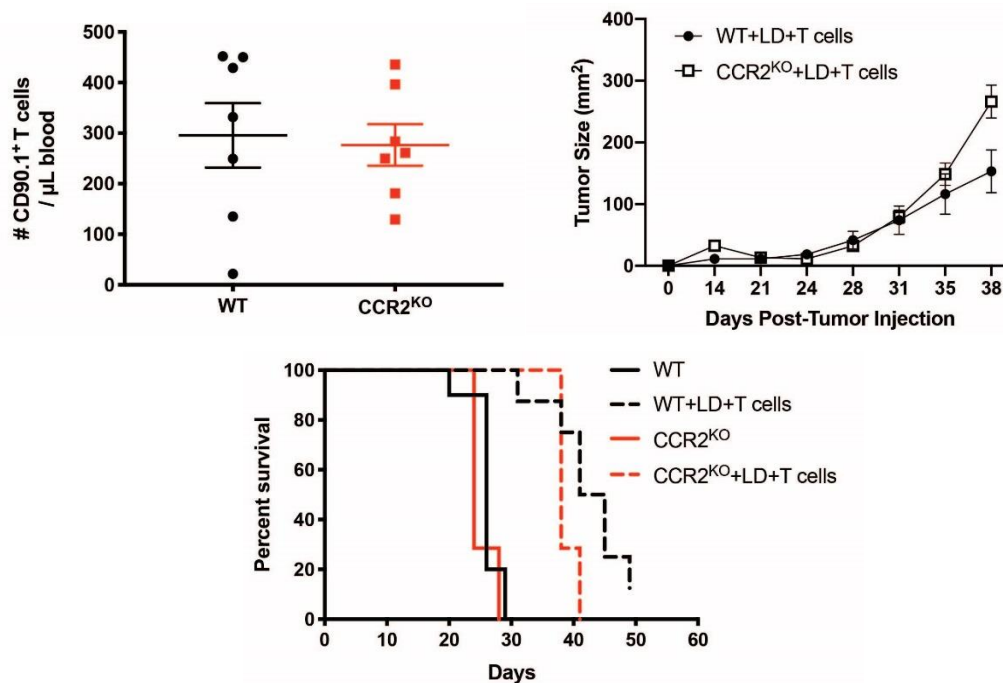 500
400
300
200
100
0
# CD90.1⁺ T cells
/ µL blood
WT
CCR2ᴷᴼ
WT+LD+T cells
CCR2ᴷᴼ+LD+T cells
400
300
200
100
0
Tumor Size (mm²)
0 14 21 24 28 31 35 38
Days Post-Tumor Injection
100
80
60
40
20
0
Percent survival
0 10 20 30 40 50 60
Days
WT
WT+LD+T cells
CCR2ᴷᴼ
CCR2ᴷᴼ+LD+T cells